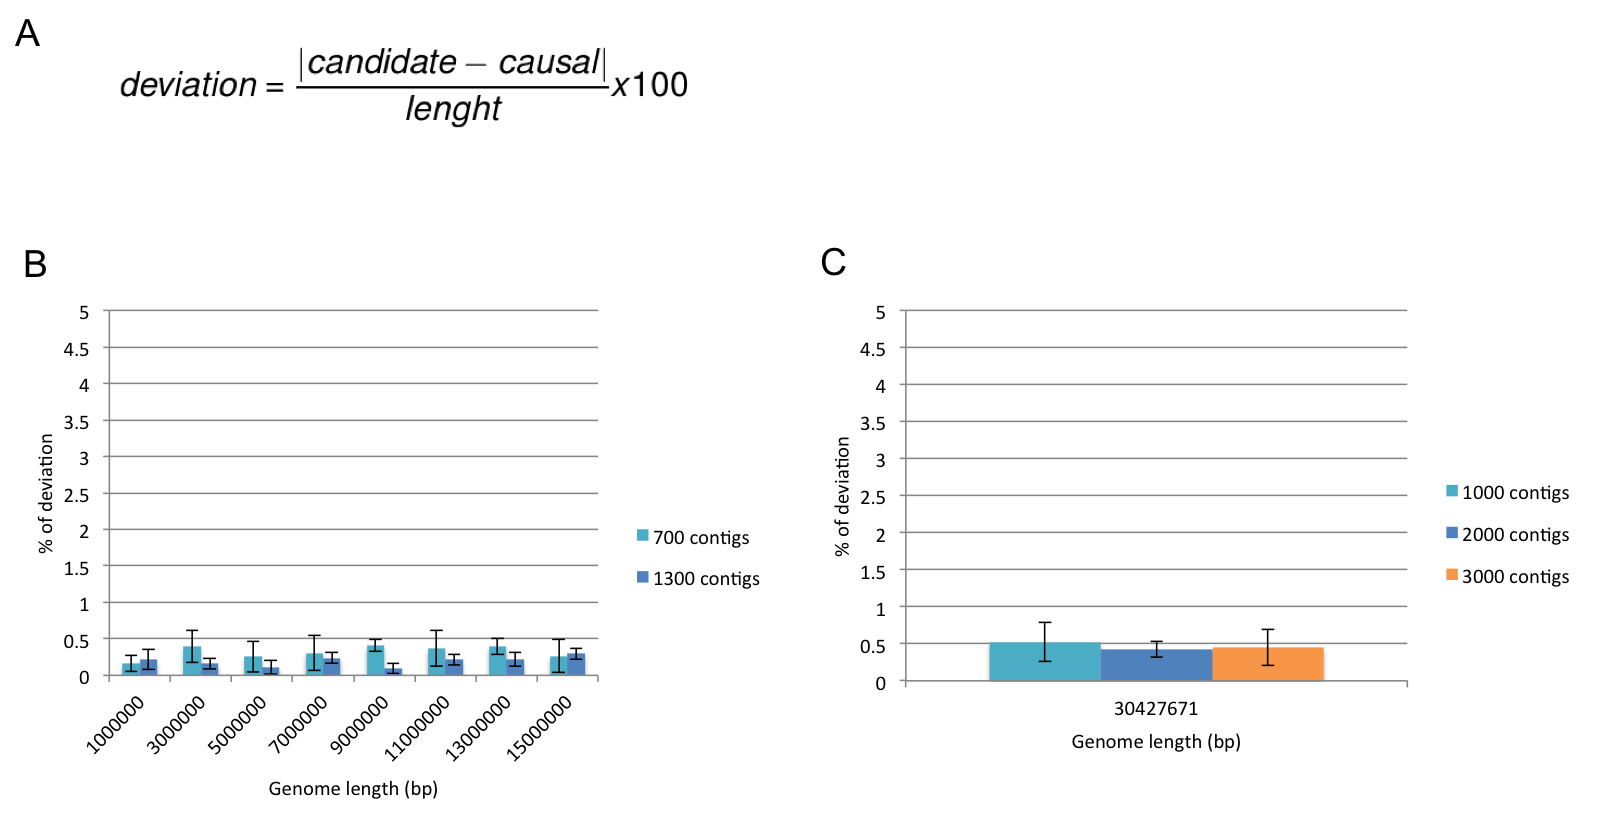 A
deviation = |candidate – causal| / lenght x100
B
5
4.5
4
3.5
3
2.5
2
1.5
1
0.5
0
% of deviation
1000000
3000000
5000000
7000000
9000000
11000000
13000000
15000000
Genome length (bp)
700 contigs
1300 contigs
C
5
4.5
4
3.5
3
2.5
2
1.5
1
0.5
0
% of deviation
30427671
Genome length (bp)
1000 contigs
2000 contigs
3000 contigs